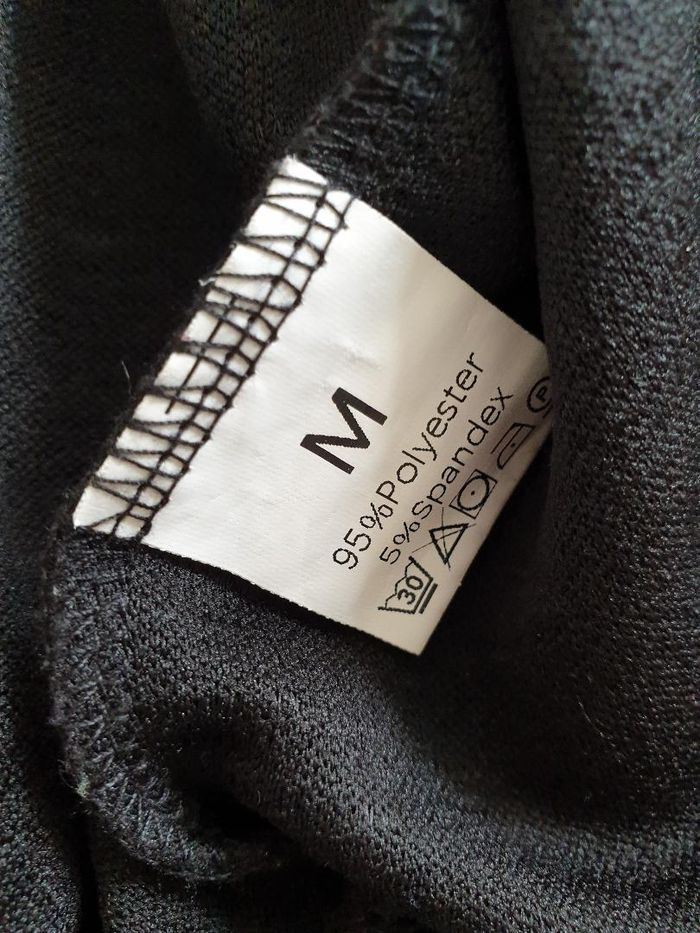 M
95%Polyester
5%Spandex
30 P